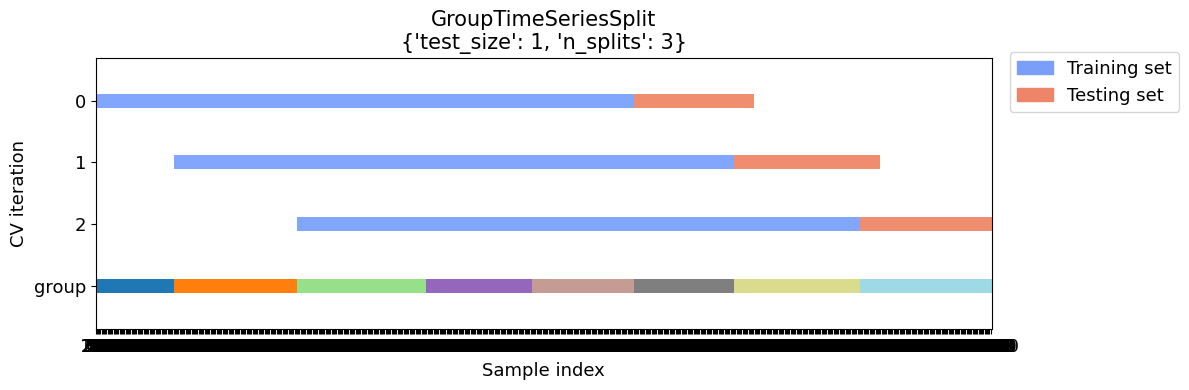 GroupTimeSeriesSplit
{'test_size': 1, 'n_splits': 3}
Training set
Testing set
CV iteration
0
1
2
group
Sample index